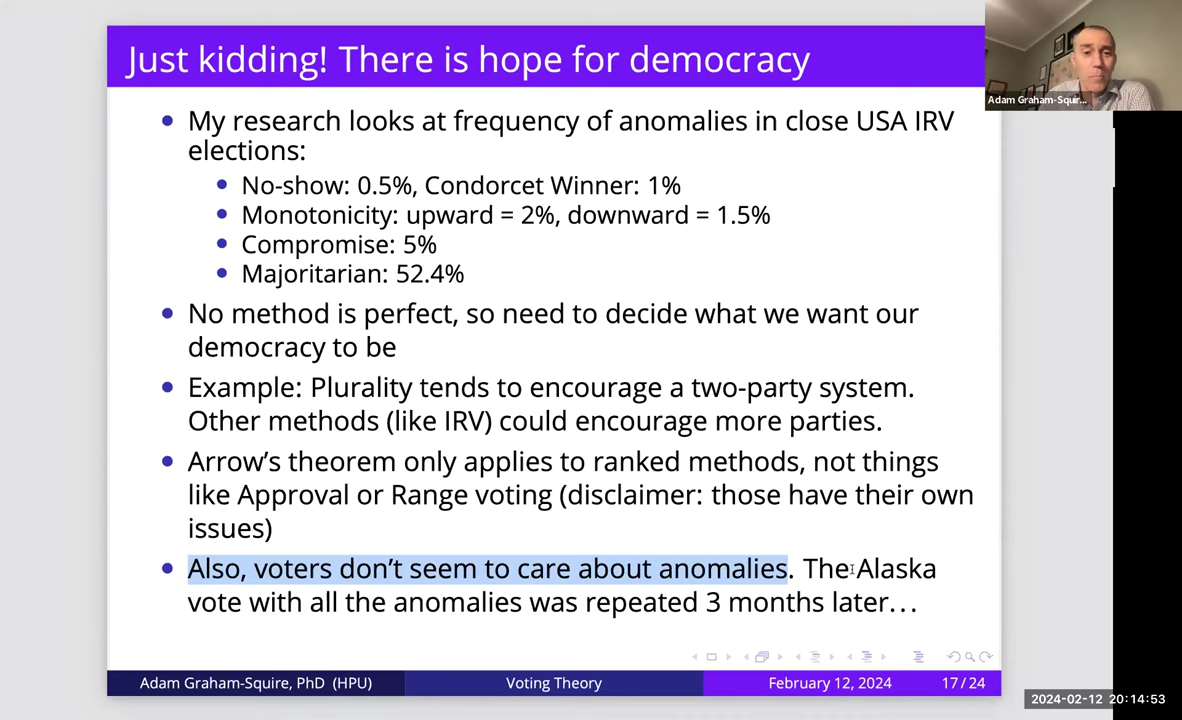 Just kidding! There is hope for democracy
Adam Graham-Squir...
My research looks at frequency of anomalies in close USA IRV
elections:
No-show: 0.5%, Condorcet Winner: 1%
Monotonicity: upward = 2%, downward = 1.5%
Compromise: 5%
Majoritarian: 52.4%
No method is perfect, so need to decide what we want our
democracy to be
Example: Plurality tends to encourage a two-party system.
Other methods (like IRV) could encourage more parties.
Arrow’s theorem only applies to ranked methods, not things
like Approval or Range voting (disclaimer: those have their own
issues)
Also, voters don’t seem to care about anomalies. The Alaska
vote with all the anomalies was repeated 3 months later...
Adam Graham-Squire, PhD (HPU)
Voting Theory
February 12, 2024
17/24
2024-02-12 20:14:53